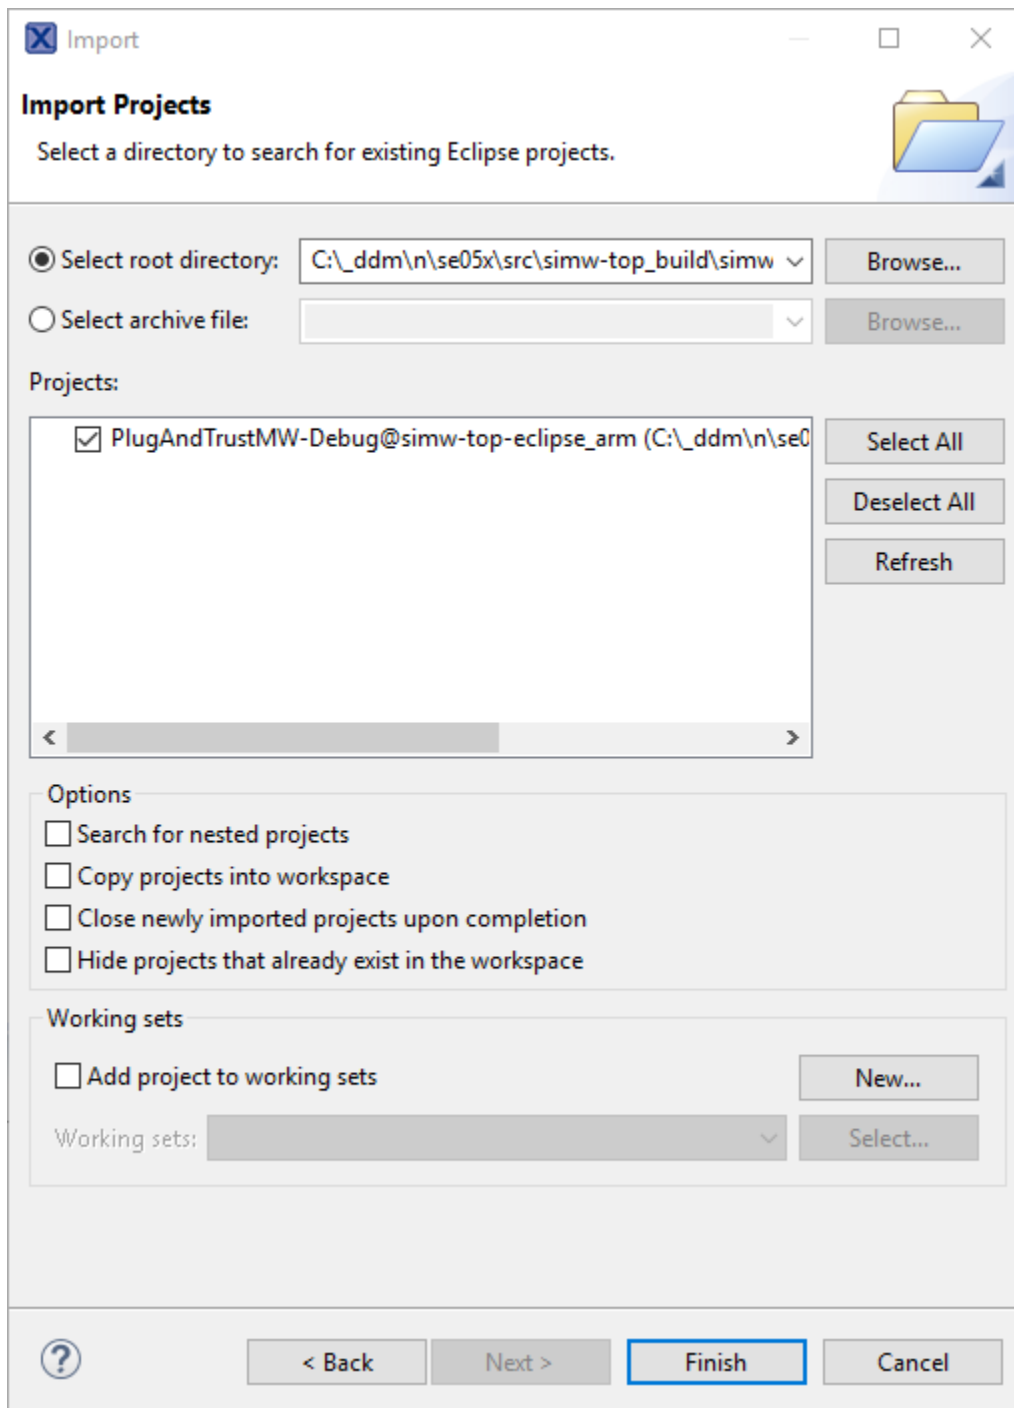 Import
Import Projects
Select a directory to search for existing Eclipse projects.
Select root directory: C:\_ddm\n\se05x\src\simw-top_build\simw Browse...
Select archive file: Browse...
Projects:
PlugAndTrustMW-Debug@simw-top-eclipse_arm (C:\_ddm\n\se0
Select All
Deselect All
Refresh
Options
Search for nested projects
Copy projects into workspace
Close newly imported projects upon completion
Hide projects that already exist in the workspace
Working sets
Add project to working sets New...
Working sets: Select...
? < Back Next > Finish Cancel